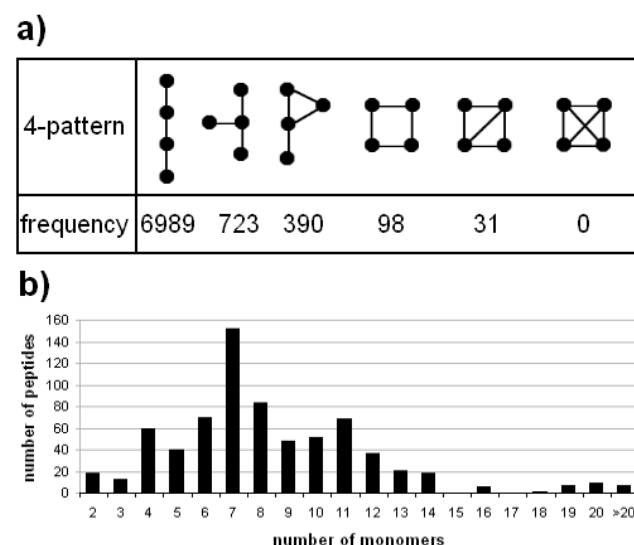 a)
4-pattern
frequency 6989 723 390 98 31 0
b)
160
140
120
100
80
60
40
20
0
number of peptides
2 3 4 5 6 7 8 9 10 11 12 13 14 15 16 17 18 19 20 >20
number of monomers